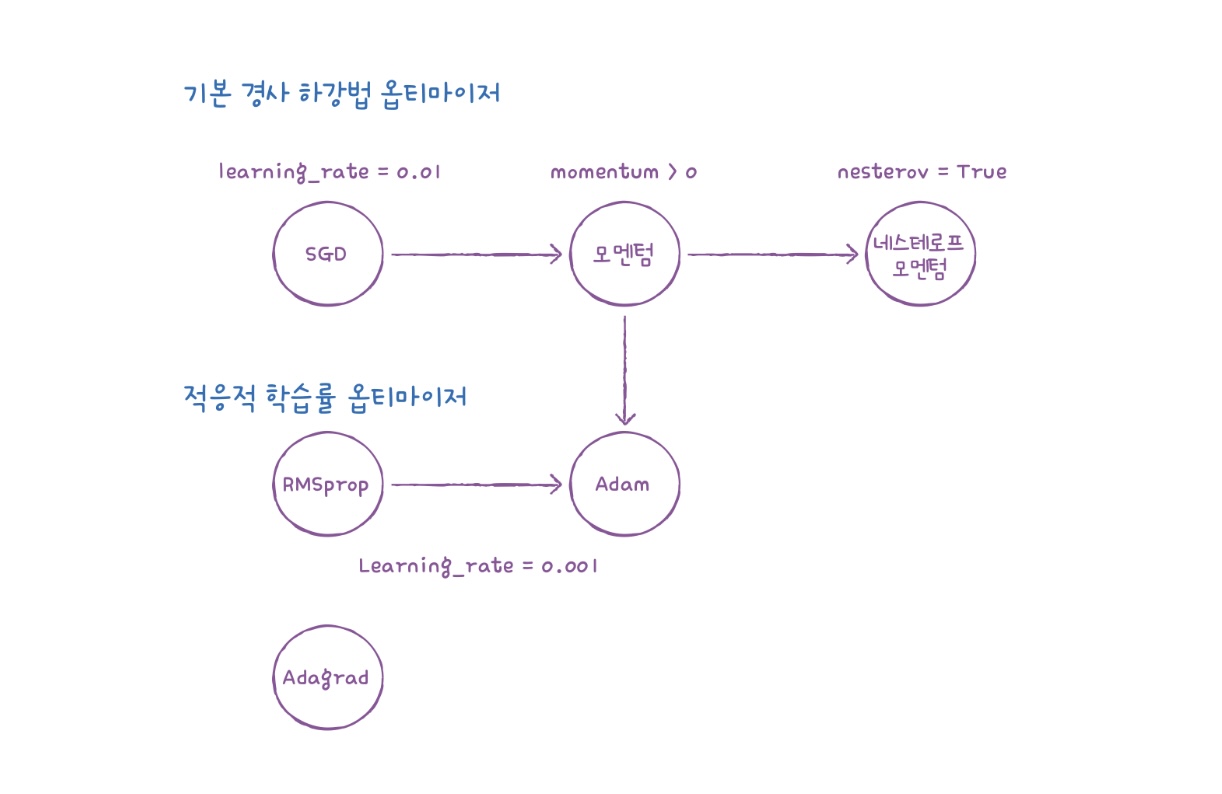 기본 경사 하강법 옵티마이저
learning_rate = 0.01
momentum > 0
nesterov = True
SGD
모멘텀
네스테로프
모멘텀
적응적 학습률 옵티마이저
RMSprop
Adam
Learning_rate = 0.001
Adagrad